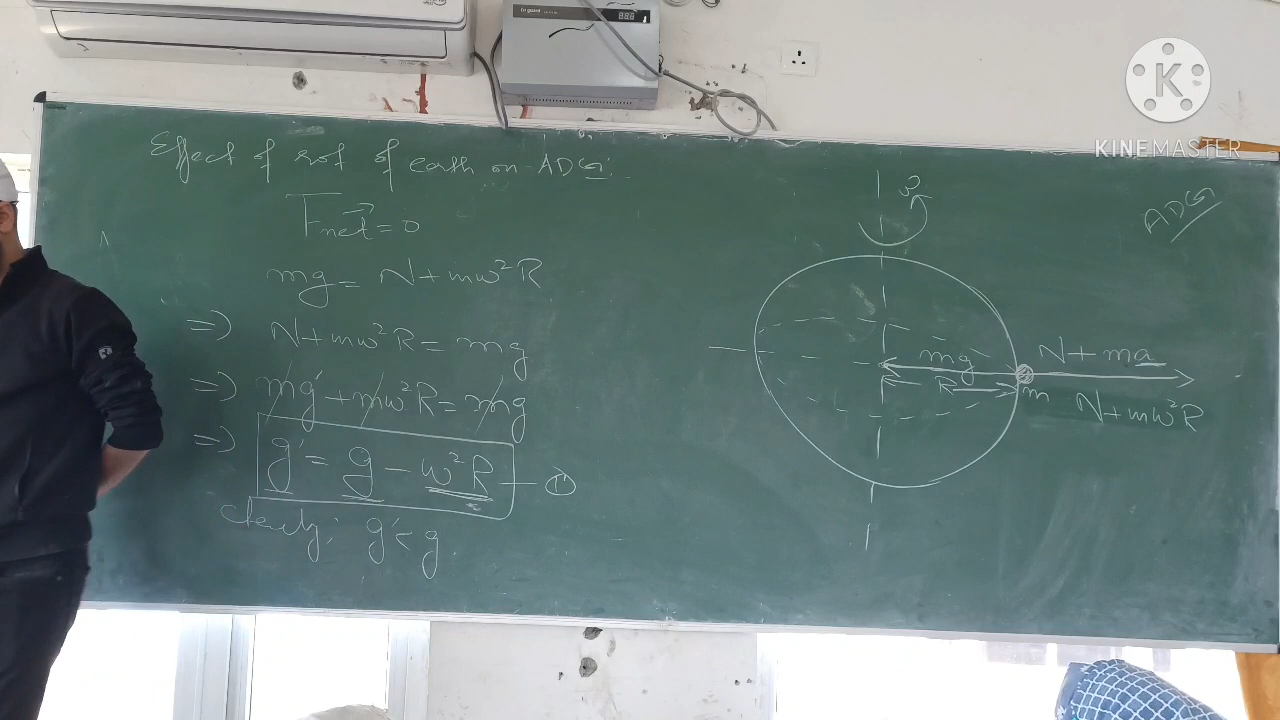 Effect of rot of earth on ADG:
Fnet = 0
mg = N + mω²R
=> N + mω²R = mg
=> mg' + mω²R = mg
=> g' = g - ω²R - ①
clearly: g' < g
ω
ADG
mg
N + ma
R
m
N + mω²R
K
KINEMASTER